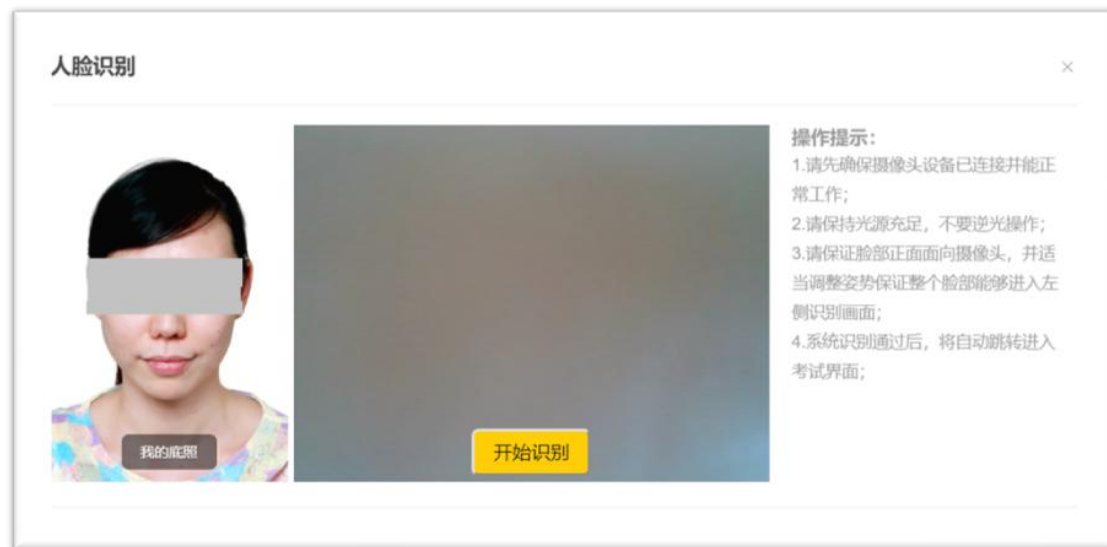 人脸识别
×
操作提示：
1.请先确保摄像头设备已连接并能正
常工作；
2.请保持光源充足，不要逆光操作；
3.请保证脸部正面面向摄像头，并适
当调整姿势保证整个脸部能够进入左
侧识别画面；
4.系统识别通过后，将自动跳转进入
考试界面；
我的底照
开始识别